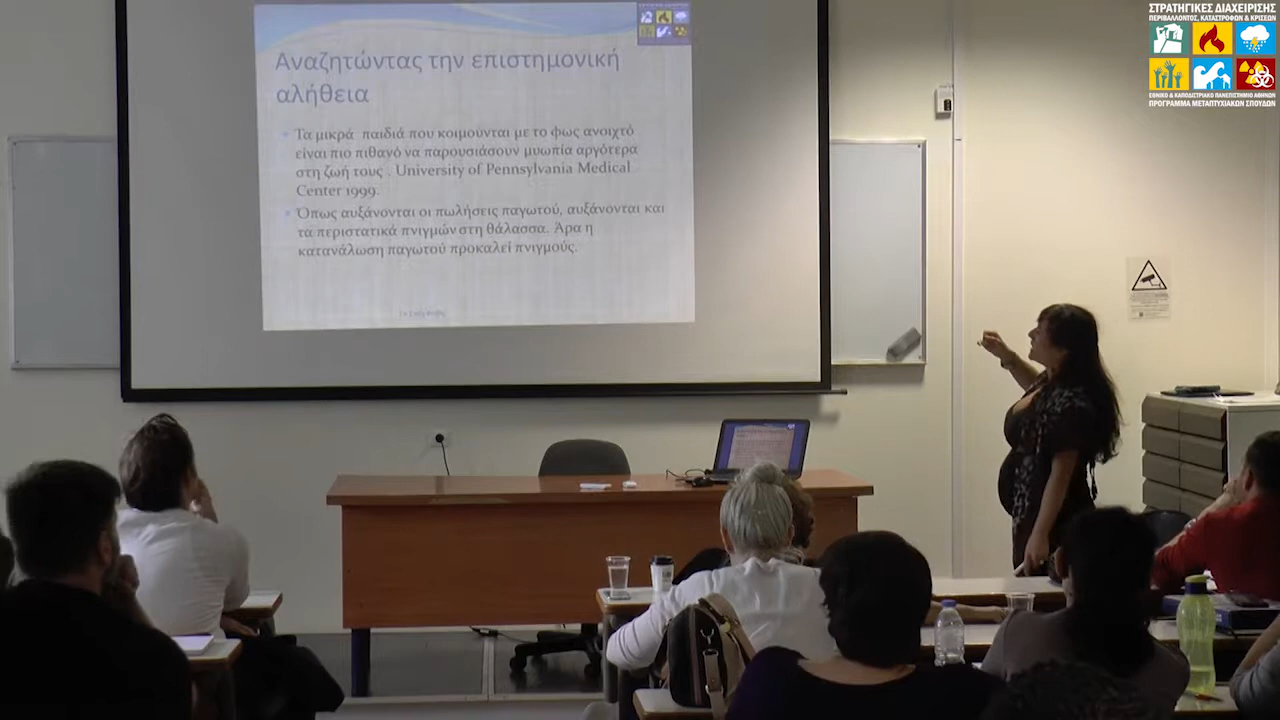 ΣΤΡΑΤΗΓΙΚΕΣ ΔΙΑΧΕΙΡΙΣΗΣ
ΠΕΡΙΒΑΛΛΟΝΤΟΣ, ΚΑΤΑΣΤΡΟΦΩΝ & ΚΡΙΣΕΩΝ
ΕΘΝΙΚΟ & ΚΑΠΟΔΙΣΤΡΙΑΚΟ ΠΑΝΕΠΙΣΤΗΜΙΟ ΑΘΗΝΩΝ
ΠΡΟΓΡΑΜΜΑ ΜΕΤΑΠΤΥΧΙΑΚΩΝ ΣΠΟΥΔΩΝ
Αναζητώντας την επιστημονική
αλήθεια
Τα μικρά παιδιά που κοιμούνται με το φως ανοιχτό
είναι πιο πιθανό να παρουσιάσουν μυωπία αργότερα
στη ζωή τους . University of Pennsylvania Medical
Center 1999.
Όπως αυξάνονται οι πωλήσεις παγωτού, αυξάνονται και
τα περιστατικά πνιγμών στη θάλασσα. Άρα η
κατανάλωση παγωτού προκαλεί πνιγμούς.